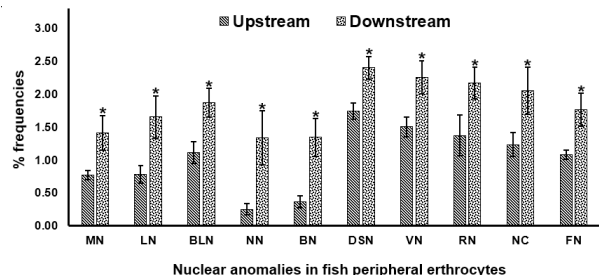 Upstream Downstream
3.00
2.50
2.00
1.50
1.00
0.50
0.00
% frequencies
* * * * * * * * * *
MN LN BLN NN BN DSN VN RN NC FN
Nuclear anomalies in fish peripheral erthrocytes